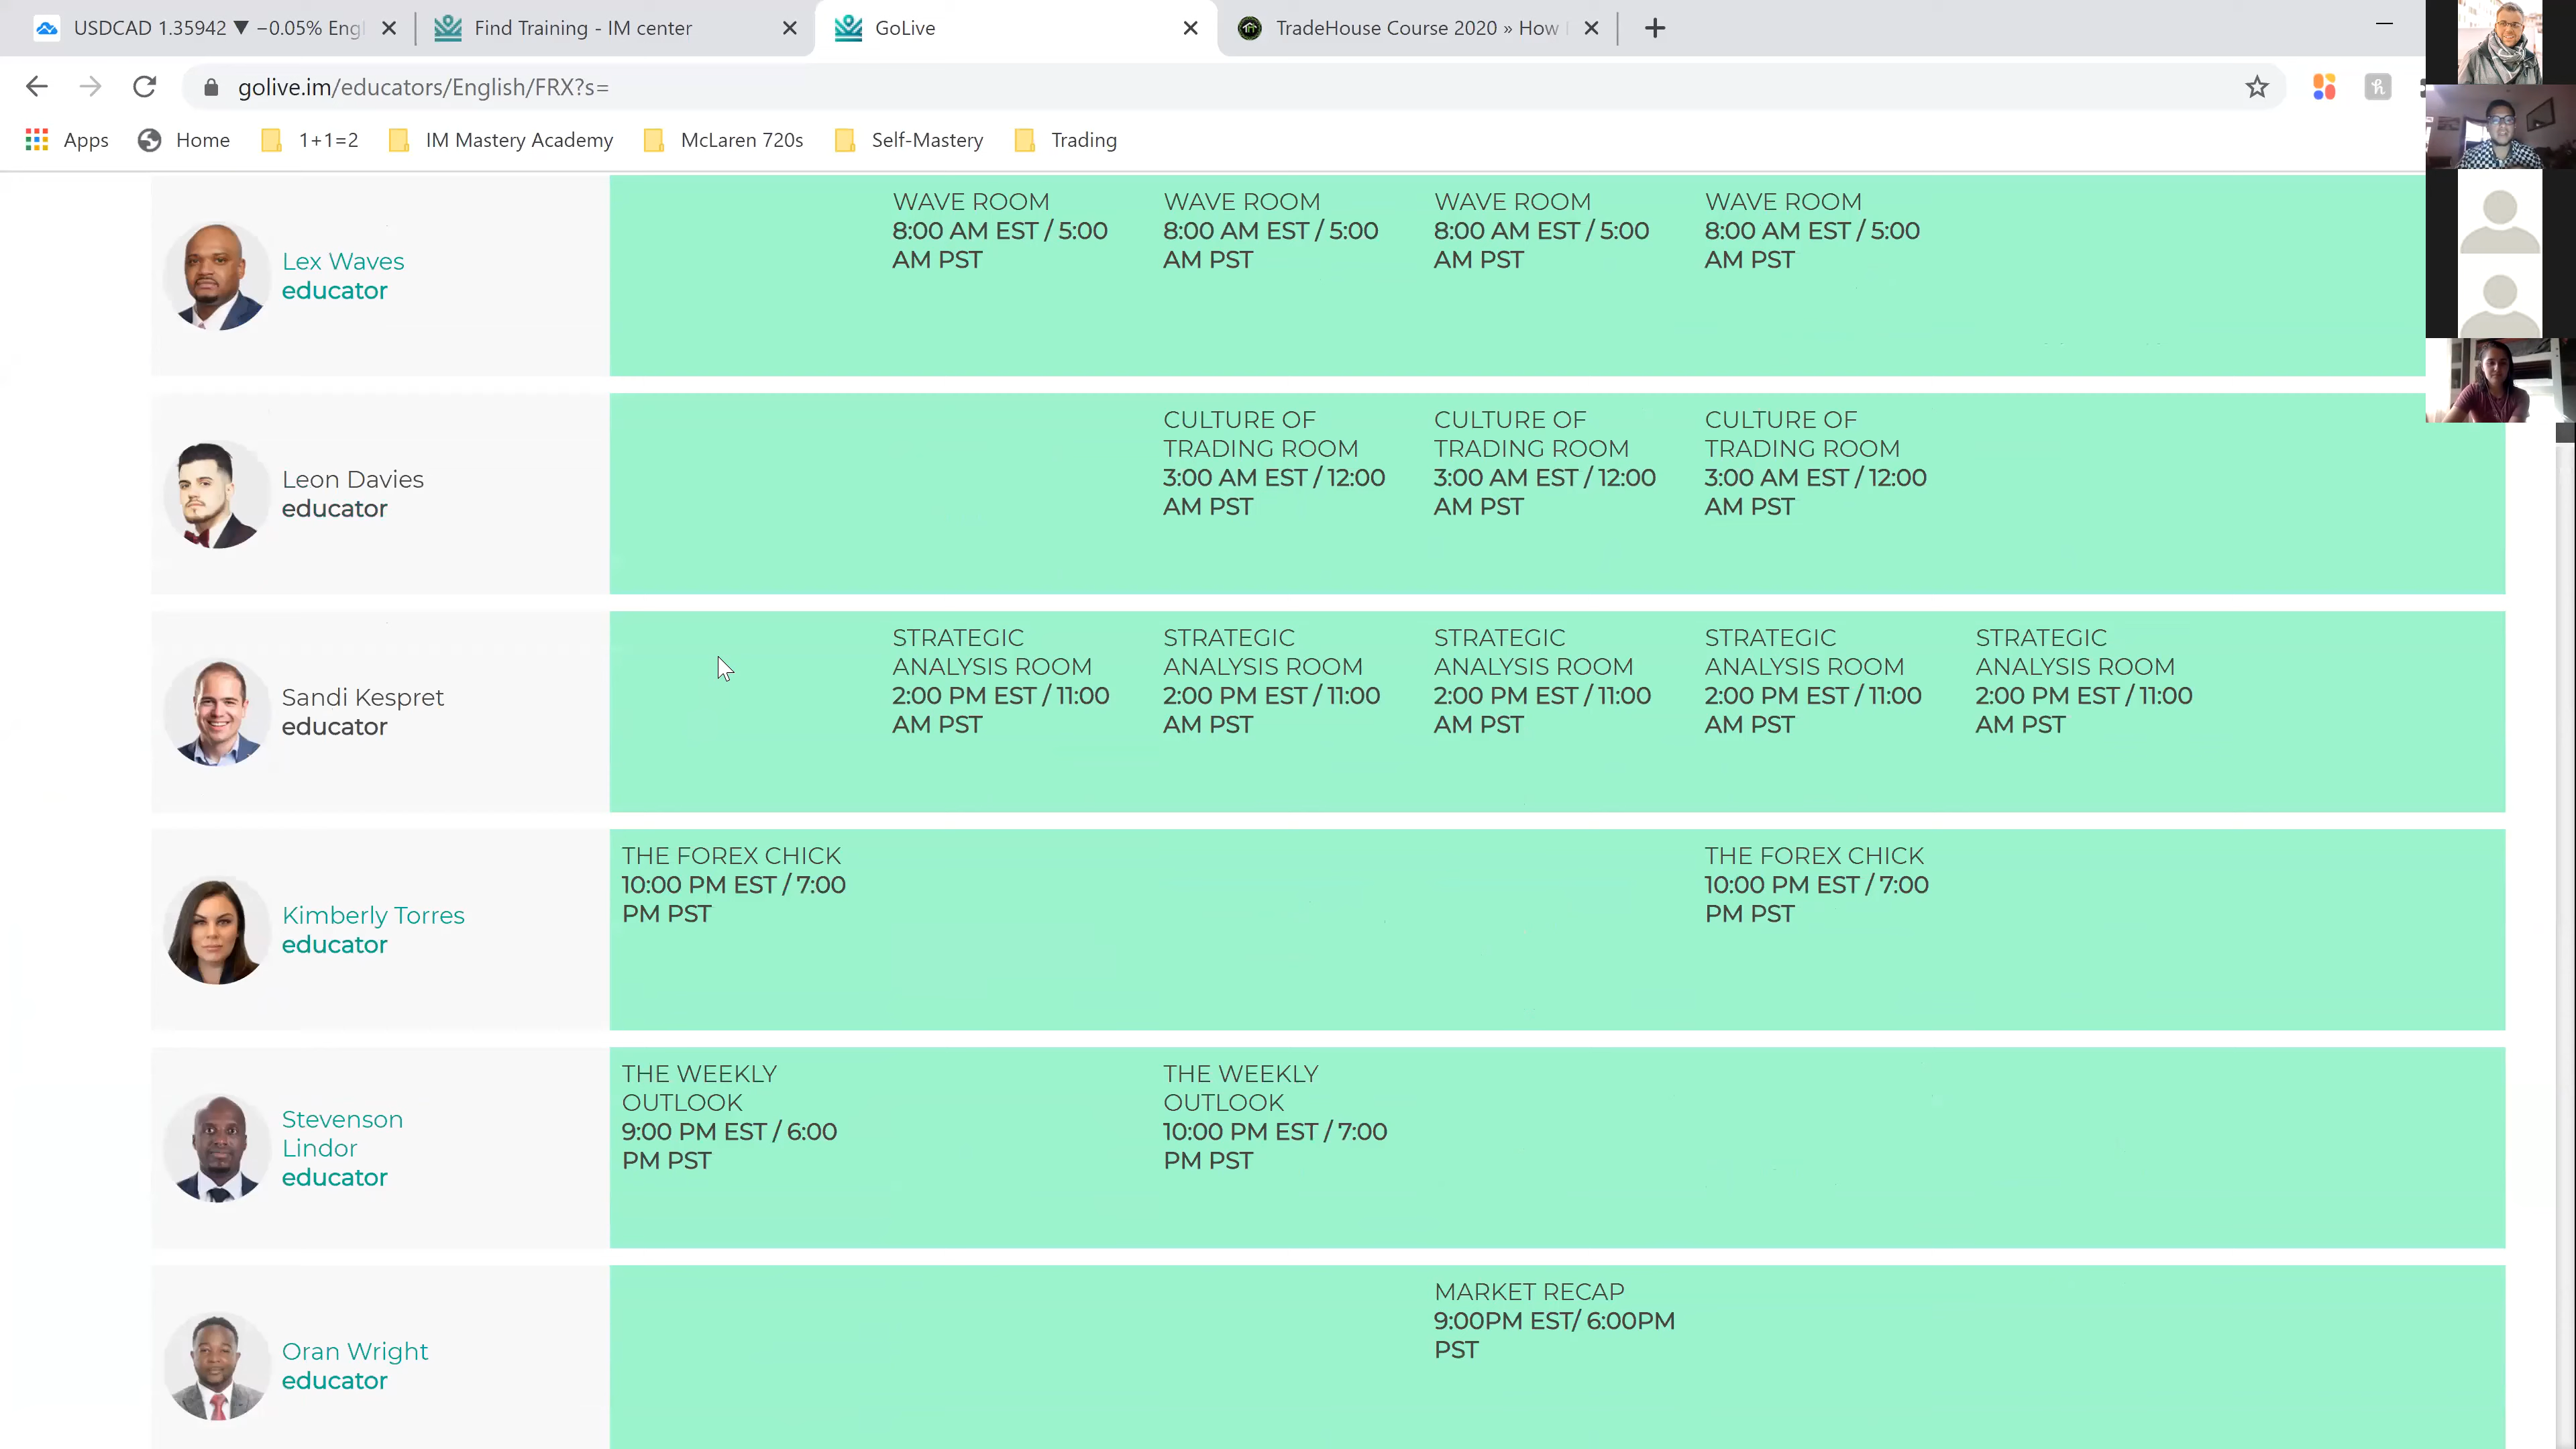 USDCAD 1.35942 ▼ −0.05% Engl
Find Training - IM center
GoLive
TradeHouse Course 2020 » How
golive.im/educators/English/FRX?s=
Apps
Home
1+1=2
IM Mastery Academy
McLaren 720s
Self-Mastery
Trading
Lex Waves
educator
WAVE ROOM
8:00 AM EST / 5:00
AM PST
WAVE ROOM
8:00 AM EST / 5:00
AM PST
WAVE ROOM
8:00 AM EST / 5:00
AM PST
WAVE ROOM
8:00 AM EST / 5:00
AM PST
Leon Davies
educator
CULTURE OF
TRADING ROOM
3:00 AM EST / 12:00
AM PST
CULTURE OF
TRADING ROOM
3:00 AM EST / 12:00
AM PST
CULTURE OF
TRADING ROOM
3:00 AM EST / 12:00
AM PST
Sandi Kespret
educator
STRATEGIC
ANALYSIS ROOM
2:00 PM EST / 11:00
AM PST
STRATEGIC
ANALYSIS ROOM
2:00 PM EST / 11:00
AM PST
STRATEGIC
ANALYSIS ROOM
2:00 PM EST / 11:00
AM PST
STRATEGIC
ANALYSIS ROOM
2:00 PM EST / 11:00
AM PST
STRATEGIC
ANALYSIS ROOM
2:00 PM EST / 11:00
AM PST
Kimberly Torres
educator
THE FOREX CHICK
10:00 PM EST / 7:00
PM PST
THE FOREX CHICK
10:00 PM EST / 7:00
PM PST
Stevenson
Lindor
educator
THE WEEKLY
OUTLOOK
9:00 PM EST / 6:00
PM PST
THE WEEKLY
OUTLOOK
10:00 PM EST / 7:00
PM PST
Oran Wright
educator
MARKET RECAP
9:00PM EST/ 6:00PM
PST